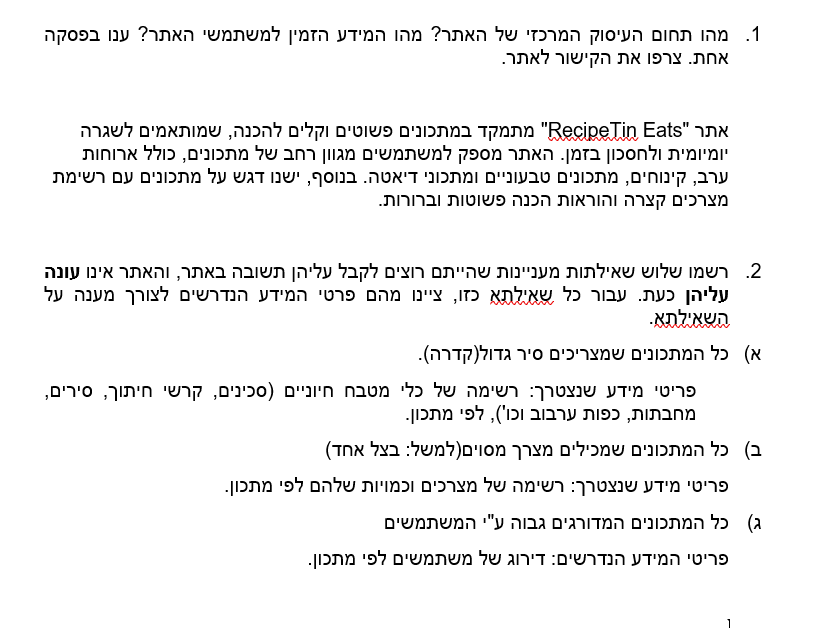 1. מהו תחום העיסוק המרכזי של האתר? מהו המידע הזמין למשתמשי האתר? ענו בפסקה
אחת. צרפו את הקישור לאתר.
אתר "RecipeTin Eats" מתמקד במתכונים פשוטים וקלים להכנה, שמותאמים לשגרה
יומיומית ולחסכון בזמן. האתר מספק למשתמשים מגוון רחב של מתכונים, כולל ארוחות
ערב, קינוחים, מתכונים טבעוניים ומתכוני דיאטה. בנוסף, ישנו דגש על מתכונים עם רשימת
מצרכים קצרה והוראות הכנה פשוטות וברורות.
2. רשמו שלוש שאילתות מעניינות שהייתם רוצים לקבל עליהן תשובה באתר, והאתר אינו עונה
עליהן כעת. עבור כל שאילתא כזו, ציינו מהם פרטי המידע הנדרשים לצורך מענה על
השאילתא.
א) כל המתכונים שמצריכים סיר גדול(קדרה).
פריטי מידע שנצטרך: רשימה של כלי מטבח חיוניים (סכינים, קרשי חיתוך, סירים,
מחבתות, כפות ערבוב וכו'), לפי מתכון.
ב) כל המתכונים שמכילים מצרך מסוים(למשל: בצל אחד)
פריטי מידע שנצטרך: רשימה של מצרכים וכמויות שלהם לפי מתכון.
ג) כל המתכונים המדורגים גבוה ע"י המשתמשים
פריטי המידע הנדרשים: דירוג של משתמשים לפי מתכון.
1